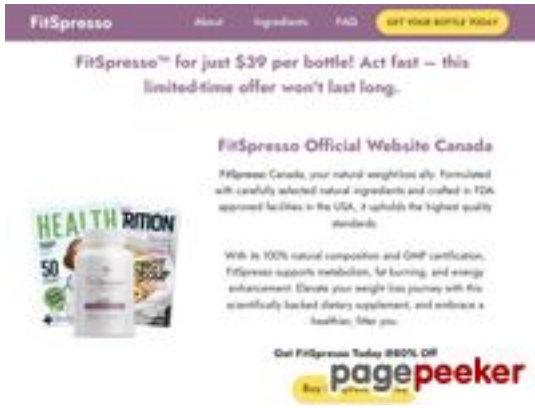 FitSpresso
About
Ingredients
FAQ
GET YOUR BOTTLE TODAY
FitSpresso™ for just $39 per bottle! Act fast – this
limited-time offer won't last long.
FitSpresso Official Website Canada
FitSpresso Canada, your natural weight-loss ally. Formulated
with carefully selected natural ingredients and crafted in FDA
approved facilities in the USA, it upholds the highest quality
standards.
With its 100% natural composition and GMP certification,
FitSpresso supports metabolism, fat burning, and energy
enhancement. Elevate your weight loss journey with this
scientifically backed dietary supplement, and embrace a
healthier, fitter you.
HEALTH
RITION
50
Get FitSpresso Today @80% Off
Buy
pagepeeker